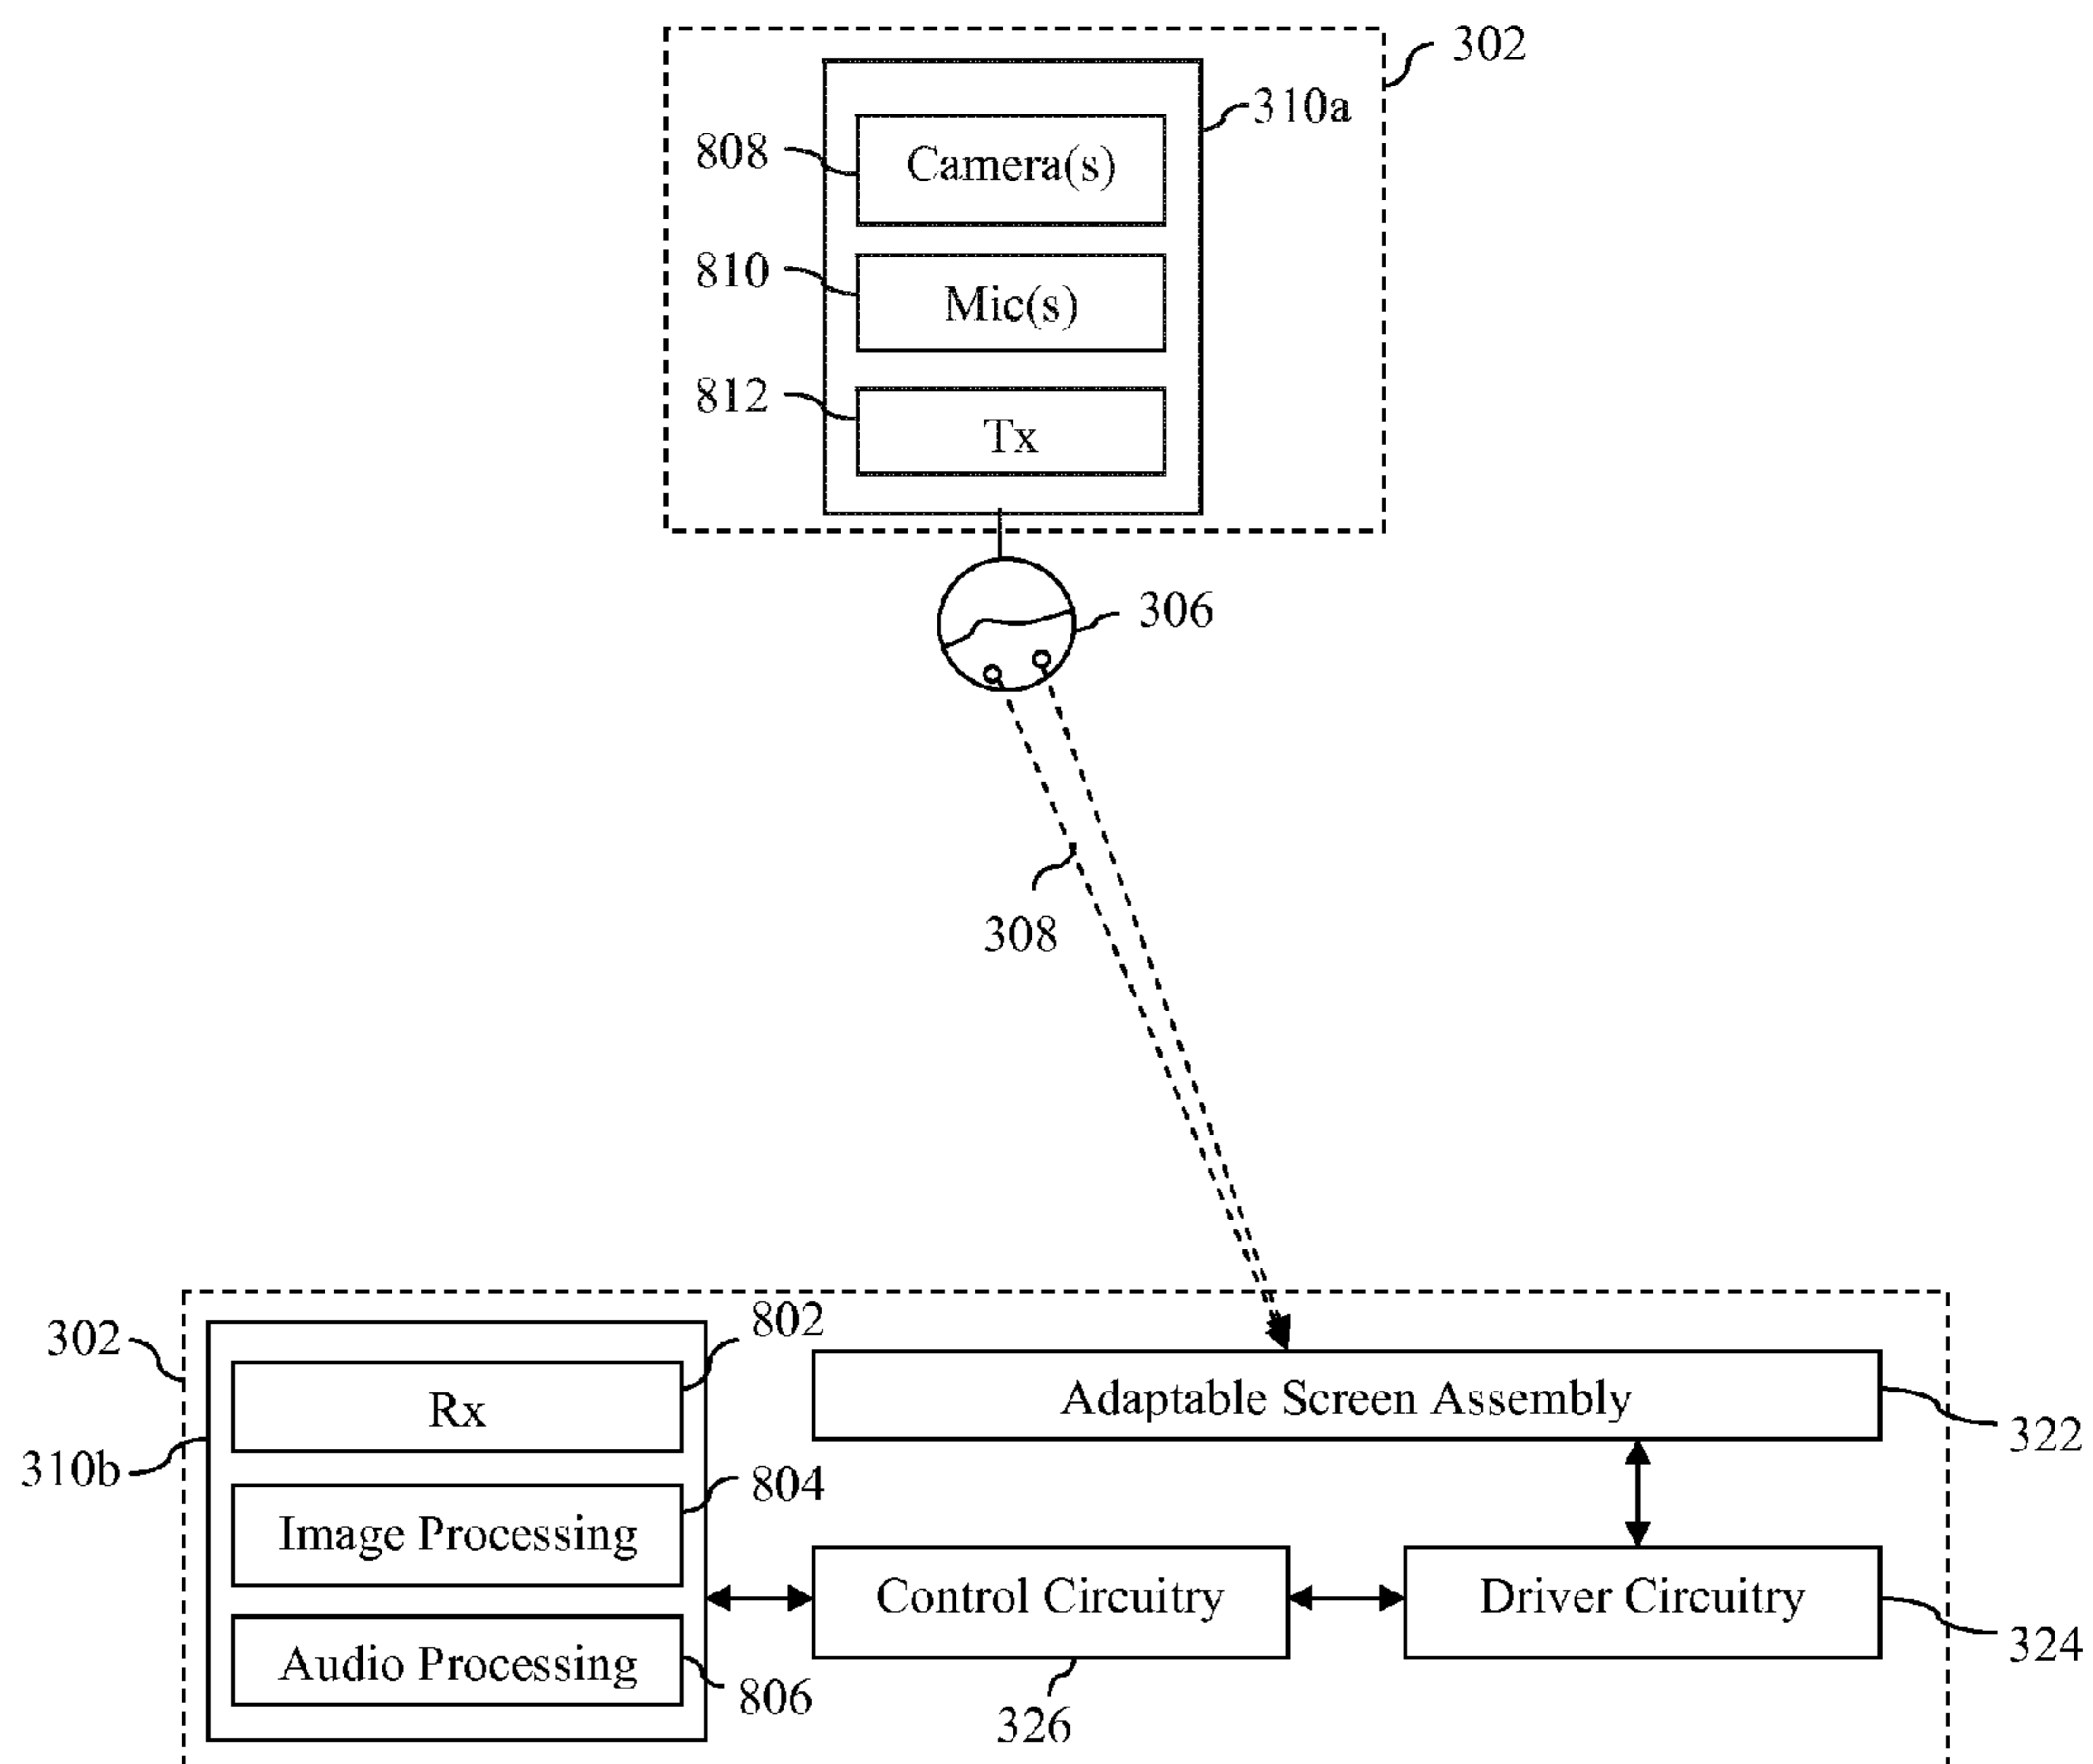 302
310a
808
Camera(s)
810
Mic(s)
812
Tx
306
308
302
802
Rx
Adaptable Screen Assembly
322
310b
804
Image Processing
Control Circuitry
Driver Circuitry
324
Audio Processing
806
326